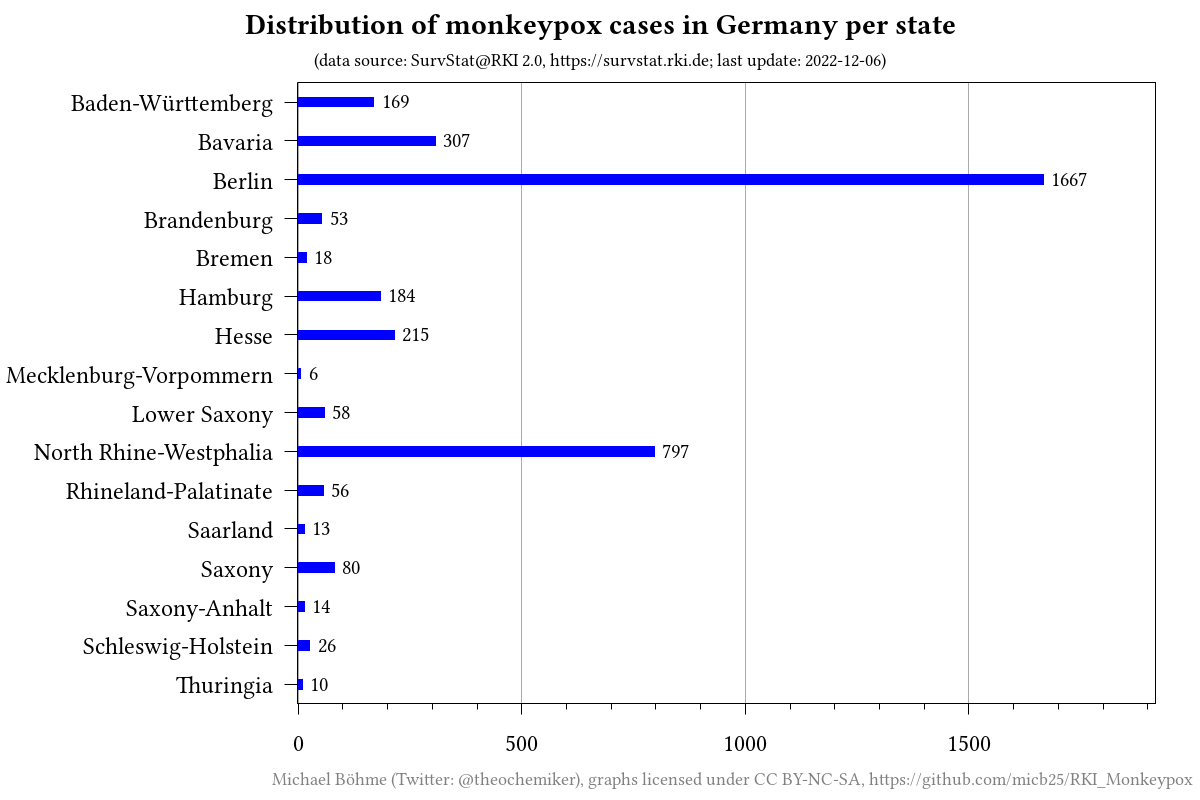 Distribution of monkeypox cases in Germany per state
(data source: SurvStat@RKI 2.0, https://survstat.rki.de; last update: 2022-12-06)
Baden-Württemberg 169
Bavaria 307
Berlin 1667
Brandenburg 53
Bremen 18
Hamburg 184
Hesse 215
Mecklenburg-Vorpommern 6
Lower Saxony 58
North Rhine-Westphalia 797
Rhineland-Palatinate 56
Saarland 13
Saxony 80
Saxony-Anhalt 14
Schleswig-Holstein 26
Thuringia 10
0 500 1000 1500
Michael Böhme (Twitter: @theochemiker), graphs licensed under CC BY-NC-SA, https://github.com/micb25/RKI_Monkeypox